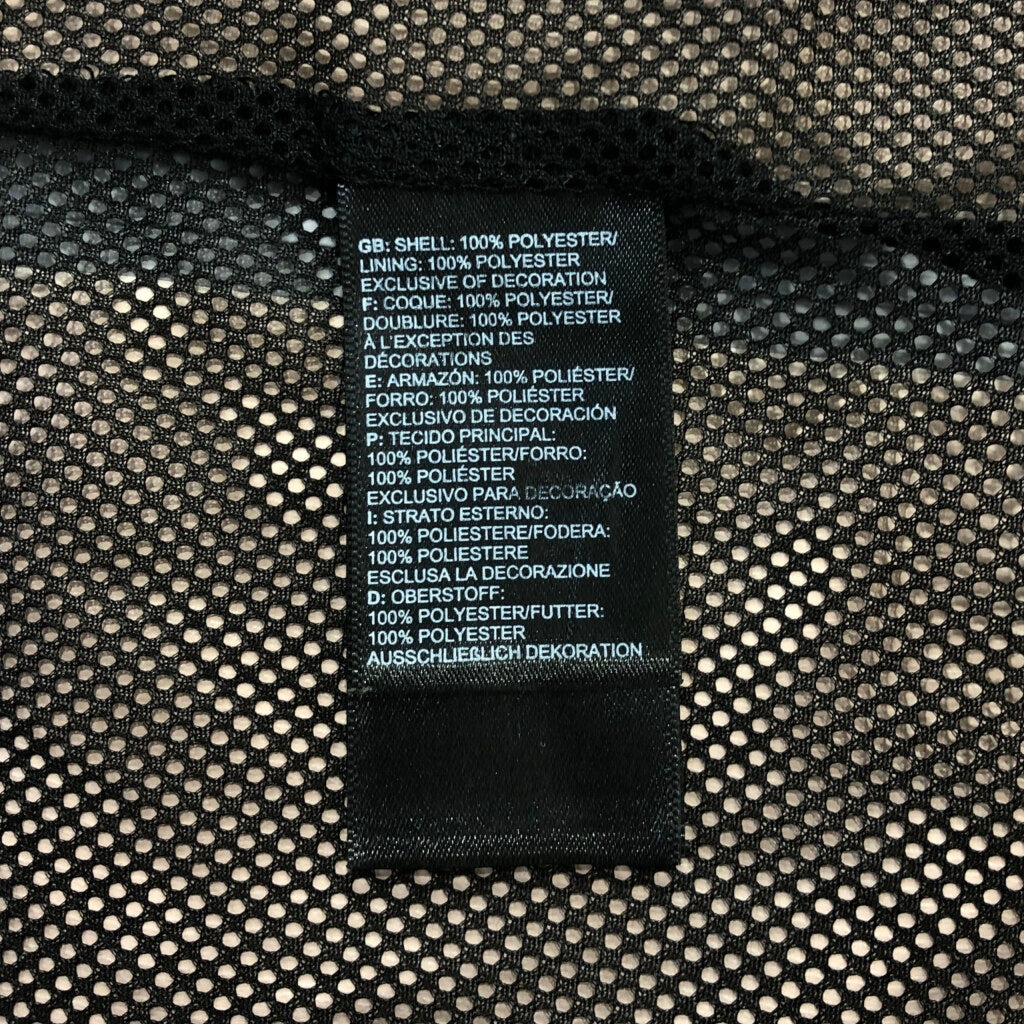 GB: SHELL: 100% POLYESTER/
LINING: 100% POLYESTER
EXCLUSIVE OF DECORATION
F: COQUE: 100% POLYESTER/
DOUBLURE: 100% POLYESTER
À L'EXCEPTION DES
DÉCORATIONS
E: ARMAZÓN: 100% POLIÉSTER/
FORRO: 100% POLIÉSTER
EXCLUSIVO DE DECORACIÓN
P: TECIDO PRINCIPAL:
100% POLIÉSTER/FORRO:
100% POLIÉSTER
EXCLUSIVO PARA DECORAÇÃO
I: STRATO ESTERNO:
100% POLIESTERE/FODERA:
100% POLIESTERE
ESCLUSA LA DECORAZIONE
D: OBERSTOFF:
100% POLYESTER/FUTTER:
100% POLYESTER
AUSSCHLIEßLICH DEKORATION